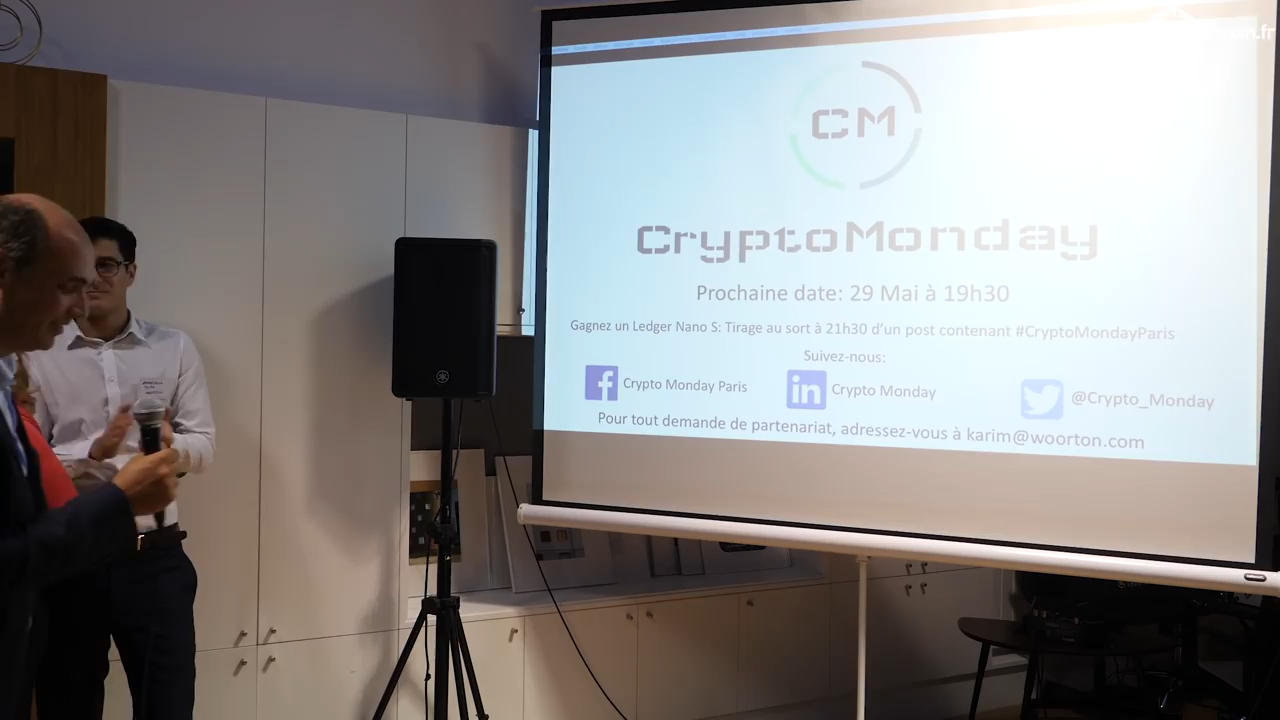 CM
CryptoMonday
Prochaine date: 29 Mai à 19h30
Gagnez un Ledger Nano S: Tirage au sort à 21h30 d'un post contenant #CryptoMondayParis
Suivez-nous:
Crypto Monday Paris
Crypto Monday
@Crypto_Monday
Pour tout demande de partenariat, adressez-vous à karim@woorton.com